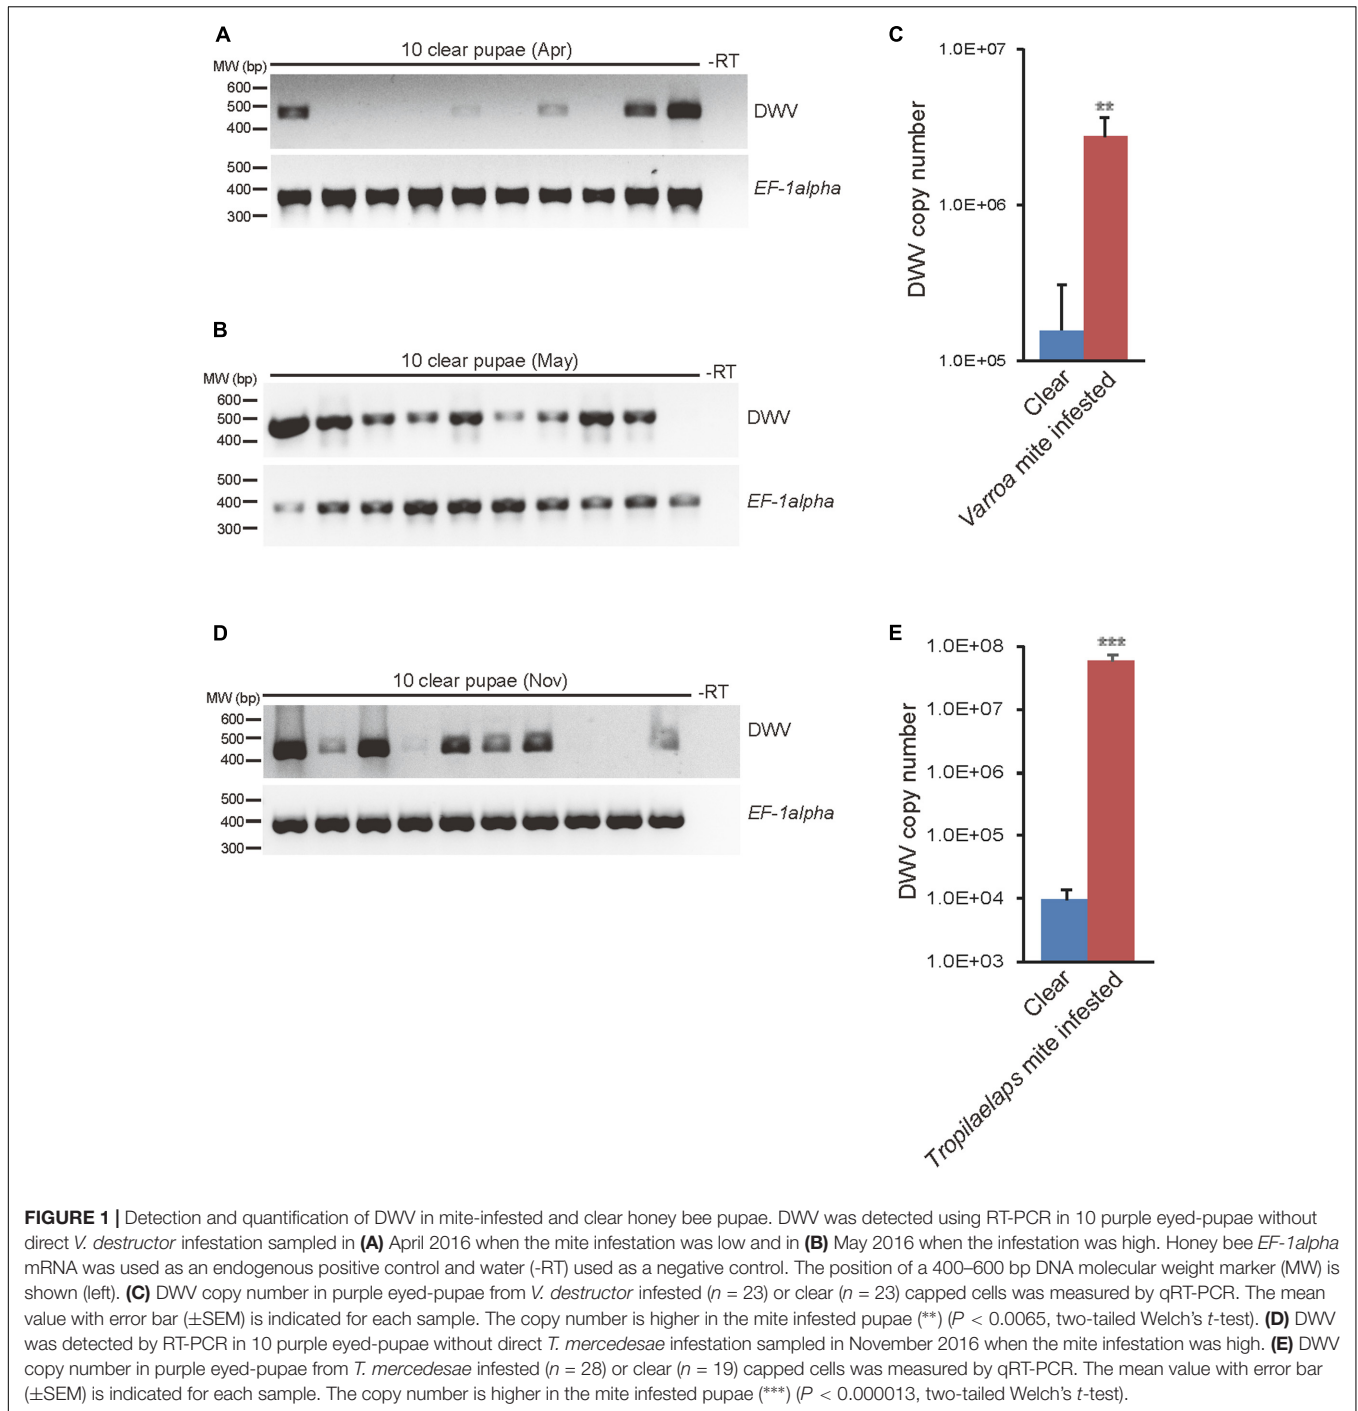 A
10 clear pupae (Apr)
-RT
MW (bp)
600
500
400
DWV
500
400
300
EF-1alpha
B
10 clear pupae (May)
-RT
MW (bp)
600
500
400
DWV
500
400
300
EF-1alpha
C
1.0E+07
1.0E+06
1.0E+05
DWV copy number
**
Clear
Varroa mite infested
D
10 clear pupae (Nov)
-RT
MW (bp)
600
500
400
DWV
500
400
300
EF-1alpha
E
1.0E+08
1.0E+07
1.0E+06
1.0E+05
1.0E+04
1.0E+03
DWV copy number
***
Clear
Tropilaelaps mite infested
FIGURE 1 | Detection and quantification of DWV in mite-infested and clear honey bee pupae. DWV was detected using RT-PCR in 10 purple eyed-pupae without
direct V. destructor infestation sampled in (A) April 2016 when the mite infestation was low and in (B) May 2016 when the infestation was high. Honey bee EF-1alpha
mRNA was used as an endogenous positive control and water (-RT) used as a negative control. The position of a 400–600 bp DNA molecular weight marker (MW) is
shown (left). (C) DWV copy number in purple eyed-pupae from V. destructor infested (n = 23) or clear (n = 23) capped cells was measured by qRT-PCR. The mean
value with error bar (±SEM) is indicated for each sample. The copy number is higher in the mite infested pupae (**) (P < 0.0065, two-tailed Welch's t-test). (D) DWV
was detected by RT-PCR in 10 purple eyed-pupae without direct T. mercedesae infestation sampled in November 2016 when the mite infestation was high. (E) DWV
copy number in purple eyed-pupae from T. mercedesae infested (n = 28) or clear (n = 19) capped cells was measured by qRT-PCR. The mean value with error bar
(±SEM) is indicated for each sample. The copy number is higher in the mite infested pupae (***) (P < 0.000013, two-tailed Welch's t-test).